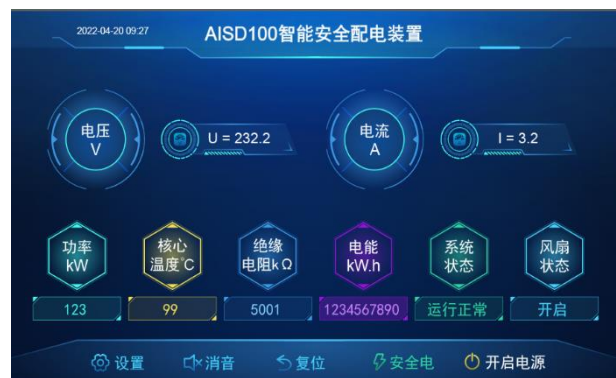 2022-04-20 09:27
AISD100智能安全配电装置
电压
V
U = 232.2
电流
A
I = 3.2
功率
kW
核心
温度℃
绝缘
电阻kΩ
电能
kW.h
系统
状态
风扇
状态
123
99
5001
1234567890
运行正常
开启
设置
消音
复位
安全电
开启电源